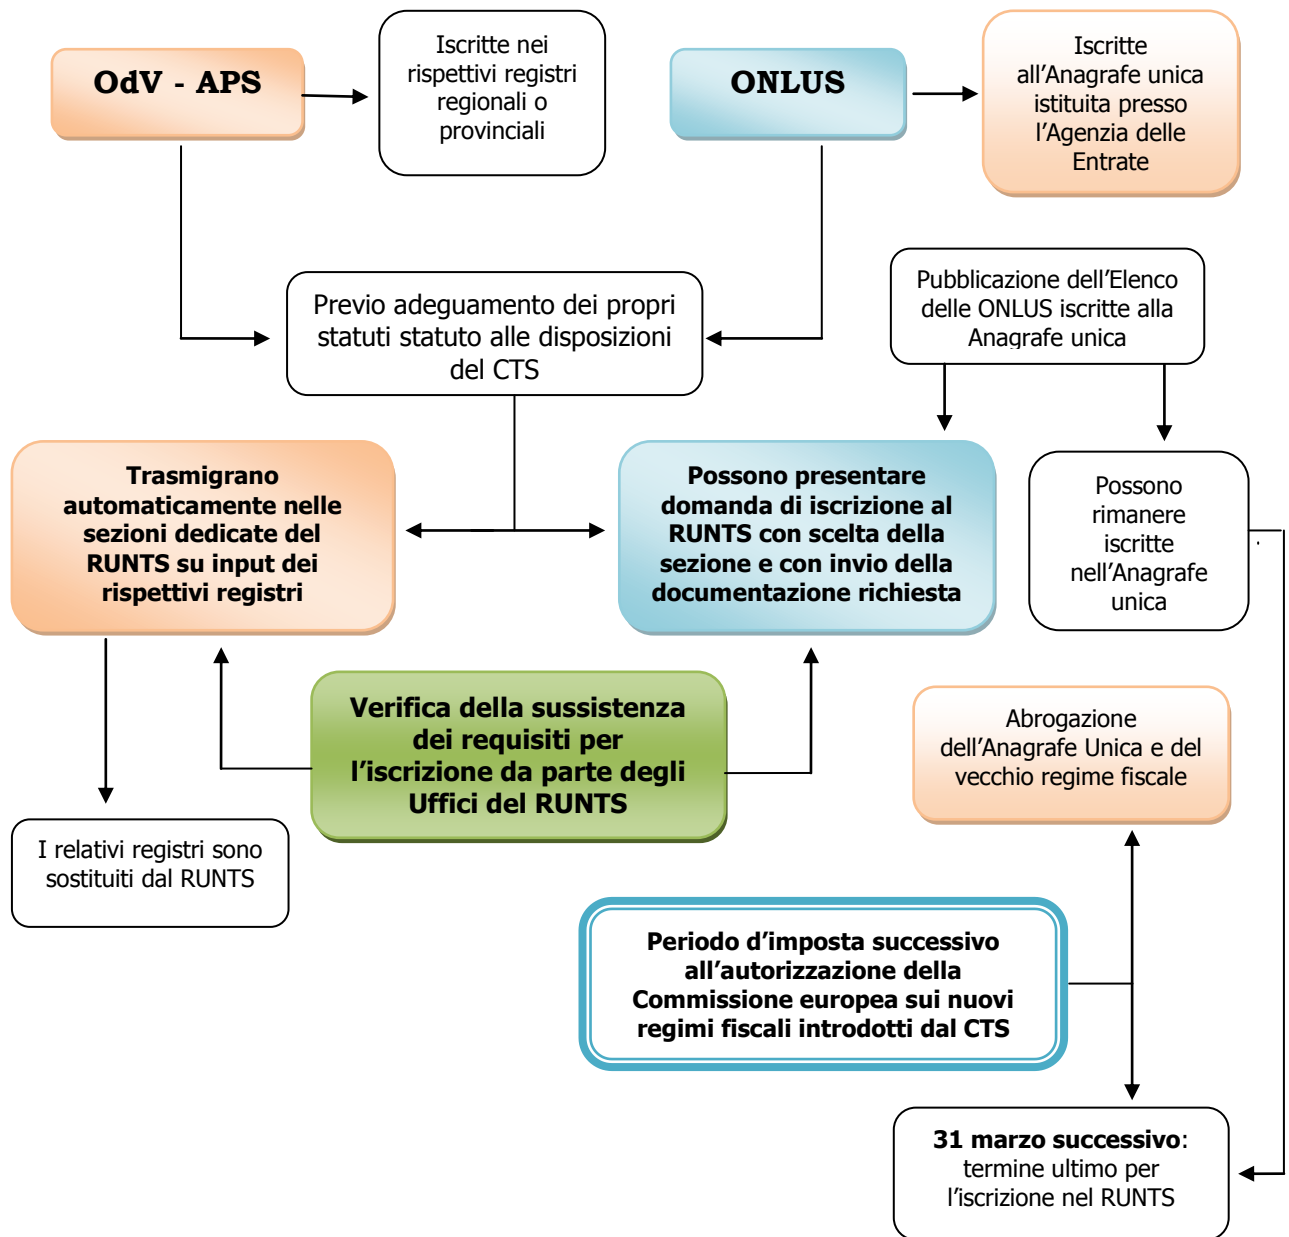 OdV - APS
Iscritte nei
rispettivi registri
regionali o
provinciali
ONLUS
Iscritte
all’Anagrafe unica
istituita presso
l’Agenzia delle
Entrate
Previo adeguamento dei propri
statuti statuto alle disposizioni
del CTS
Pubblicazione dell’Elenco
delle ONLUS iscritte alla
Anagrafe unica
Trasmigrano
automaticamente nelle
sezioni dedicate del
RUNTS su input dei
rispettivi registri
Possono presentare
domanda di iscrizione al
RUNTS con scelta della
sezione e con invio della
documentazione richiesta
Possono
rimanere
iscritte
nell’Anagrafe
unica
Verifica della sussistenza
dei requisiti per
l’iscrizione da parte degli
Uffici del RUNTS
Abrogazione
dell’Anagrafe Unica e del
vecchio regime fiscale
I relativi registri sono
sostituiti dal RUNTS
Periodo d’imposta successivo
all’autorizzazione della
Commissione europea sui nuovi
regimi fiscali introdotti dal CTS
31 marzo successivo:
termine ultimo per
l’iscrizione nel RUNTS